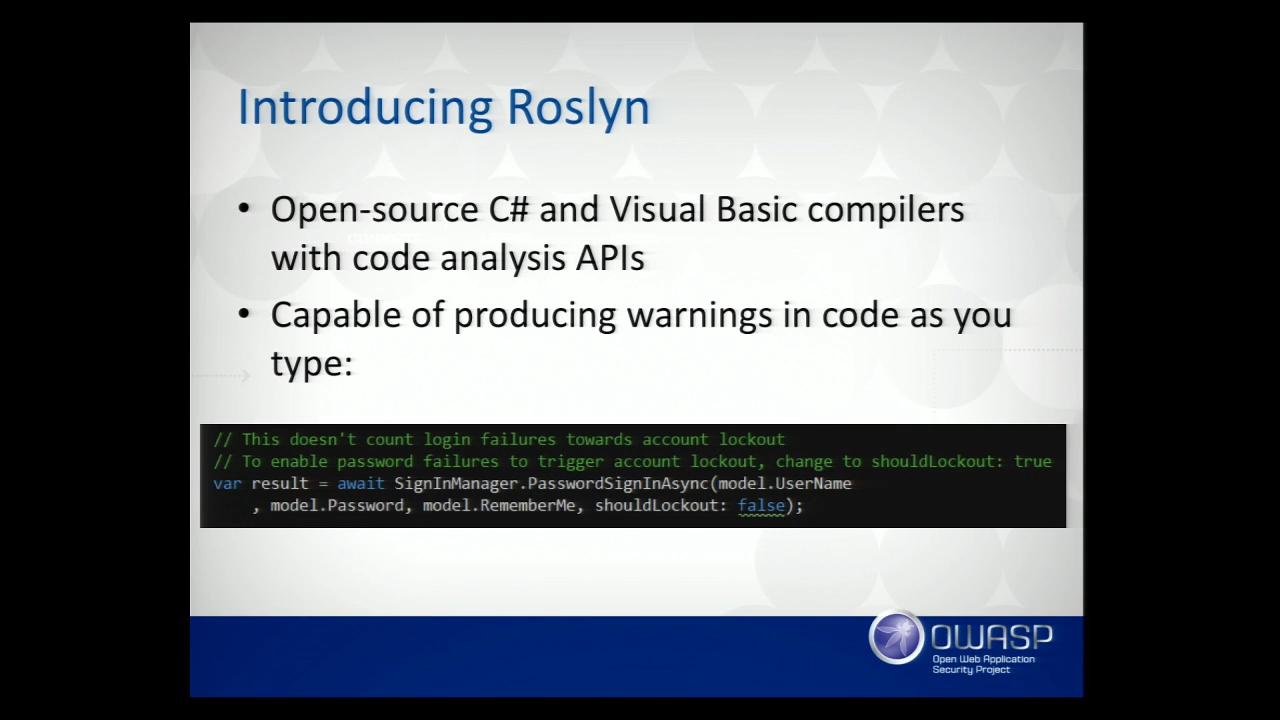 Introducing Roslyn
• Open-source C# and Visual Basic compilers
with code analysis APIs
• Capable of producing warnings in code as you
type:
// This doesn't count login failures towards account lockout
// To enable password failures to trigger account lockout, change to shouldLockout: true
var result = await SignInManager.PasswordSignInAsync(model.UserName
, model.Password, model.RememberMe, shouldLockout: false);
OWASP
Open Web Application
Security Project